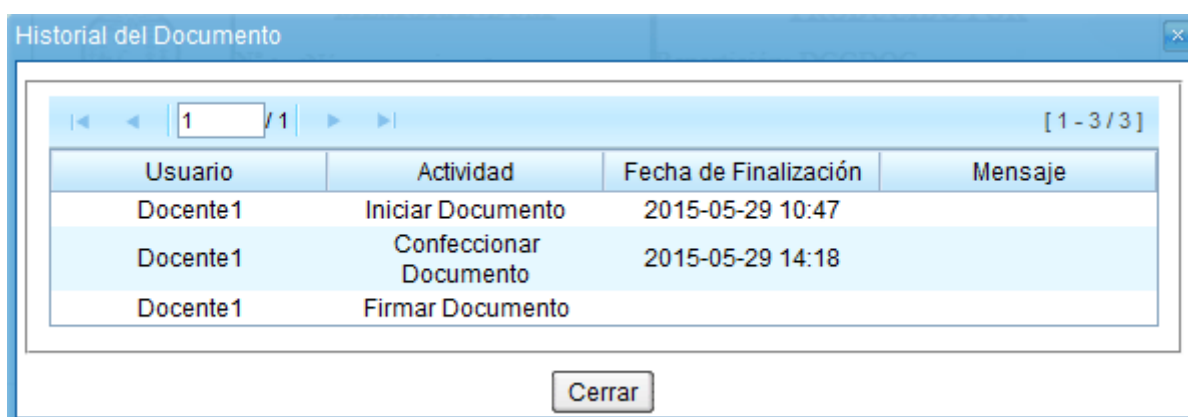 Historial del Documento
1 / 1 [ 1 - 3 / 3 ]
Usuario Actividad Fecha de Finalización Mensaje
Docente1 Iniciar Documento 2015-05-29 10:47
Docente1 Confeccionar Documento 2015-05-29 14:18
Docente1 Firmar Documento
Cerrar